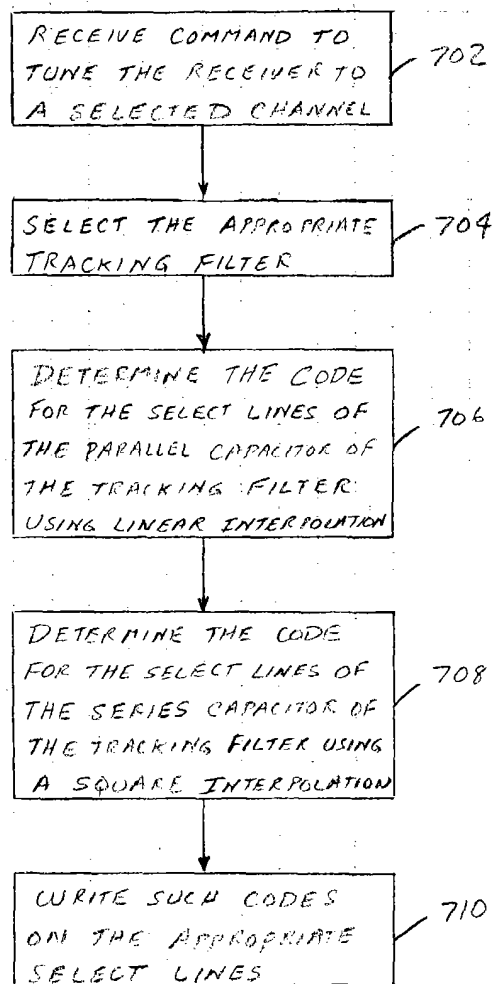 RECEIVE COMMAND TO
TUNE THE RECEIVER TO
A SELECTED CHANNEL
702
SELECT THE APPROPRIATE
TRACKING FILTER
704
DETERMINE THE CODE
FOR THE SELECT LINES OF
THE PARALLEL CAPACITOR OF
THE TRACKING FILTER
USING LINEAR INTERPOLATION
706
DETERMINE THE CODE
FOR THE SELECT LINES OF
THE SERIES CAPACITOR OF
THE TRACKING FILTER USING
A SQUARE INTERPOLATION
708
WRITE SUCH CODES
ON THE APPROPRIATE
SELECT LINES
710